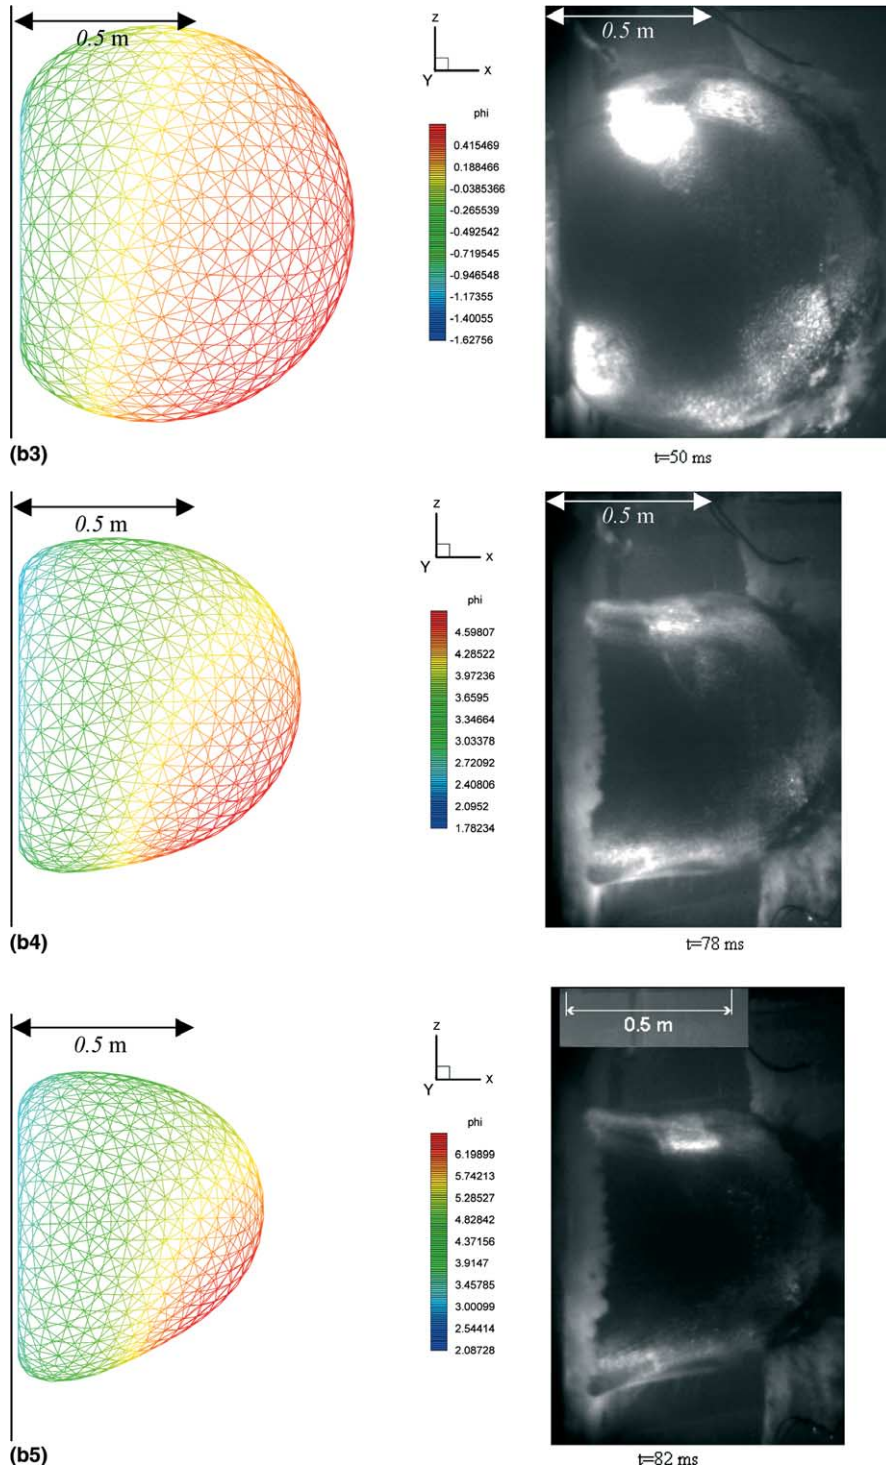 0.5 m
z
Y
x
phi
0.415469
0.188466
-0.0385366
-0.265539
-0.492542
-0.719545
-0.946548
-1.17355
-1.40055
-1.62756
0.5 m
(b3)
t=50 ms
0.5 m
z
Y
x
phi
4.59807
4.28522
3.97236
3.6595
3.34664
3.03378
2.72092
2.40806
2.0952
1.78234
0.5 m
(b4)
t=78 ms
0.5 m
z
Y
x
phi
6.19899
5.74213
5.28527
4.82842
4.37156
3.9147
3.45785
3.00099
2.54414
2.08728
0.5 m
(b5)
t=82 ms